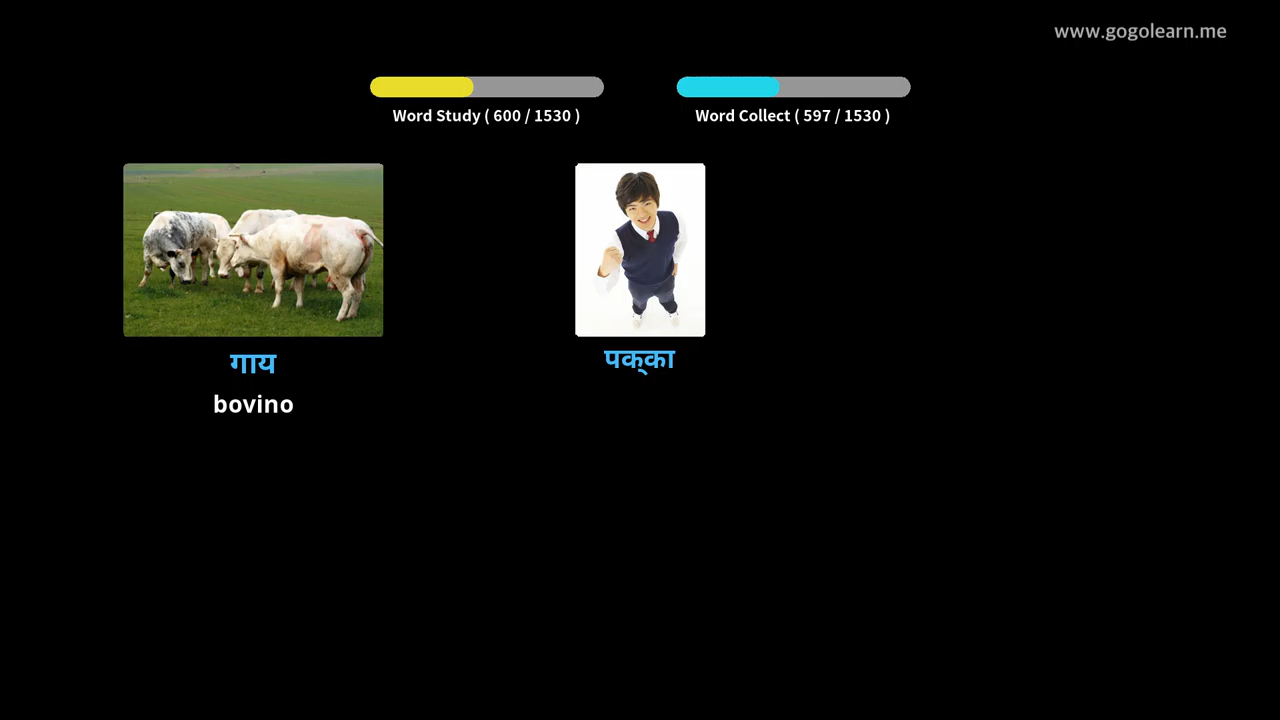 www.gogolearn.me
Word Study ( 600 / 1530 )
Word Collect ( 597 / 1530 )
गाय
bovino
पक्का